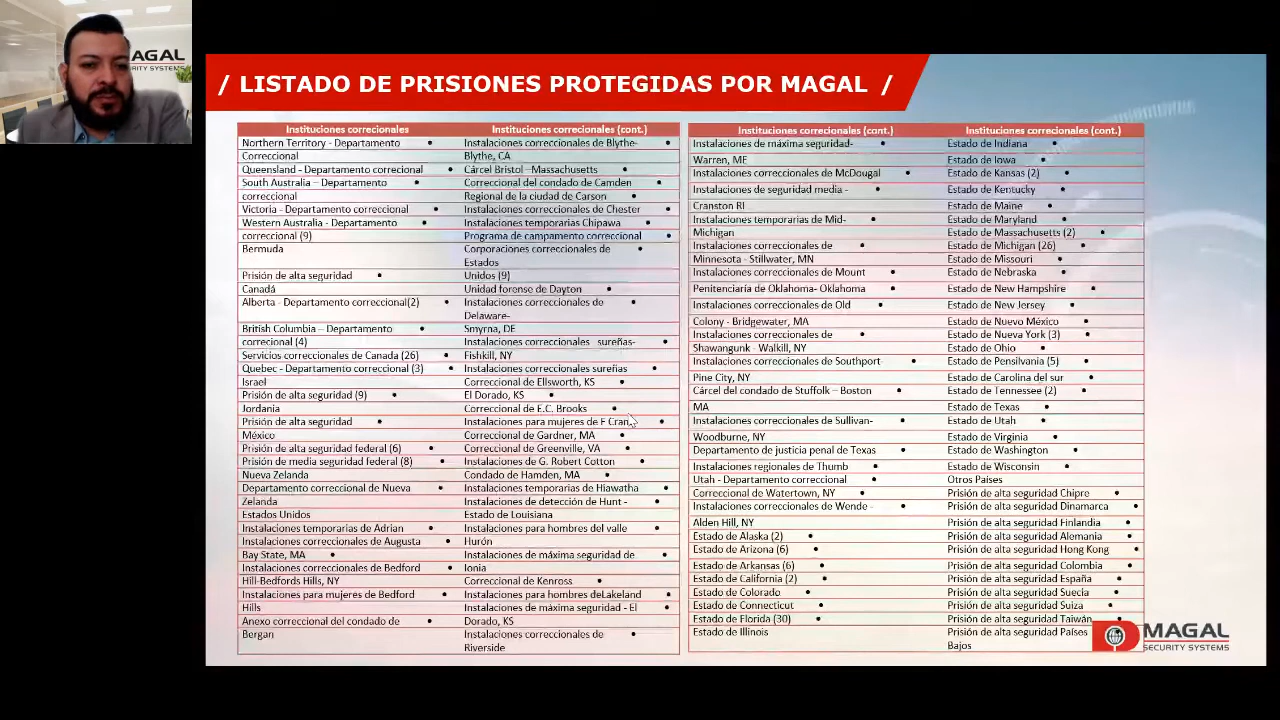 AGAL
SECURITY SYSTEMS
/ LISTADO DE PRISIONES PROTEGIDAS POR MAGAL /
Instituciones correcionales
Northern Territory - Departamento
Correccional
Queensland - Departamento correcional
South Australia – Departamento
correccional
Victoria - Departamento correccional
Western Australia - Departamento
correccional (9)
Bermuda
Prisión de alta seguridad
Canadá
Alberta - Departamento correccional(2)
British Columbia – Departamento
correcional (4)
Servicios correccionales de Canada (26)
Quebec - Departamento correccional (3)
Israel
Prisión de alta seguridad (9)
Jordania
Prisión de alta seguridad
México
Prisión de alta seguridad federal (6)
Prisión de media seguridad federal (8)
Nueva Zelanda
Departamento correccional de Nueva
Zelanda
Estados Unidos
Instalaciones temporarias de Adrian
Instalaciones correccionales de Augusta
Bay State, MA
Instalaciones correccionales de Bedford
Hill-Bedfords Hills, NY
Instalaciones para mujeres de Bedford
Hills
Anexo correccional del condado de
Bergan
Instituciones correcionales (cont.)
Instalaciones correccionales de Blythe-
Blythe, CA
Cárcel Bristol –Massachusetts
Correccional del condado de Camden
Regional de la ciudad de Carson
Instalaciones correccionales de Chester
Instalaciones temporarias Chipawa
Programa de campamento correccional
Corporaciones correccionales de
Estados
Unidos (9)
Unidad forense de Dayton
Instalaciones correccionales de
Delaware-
Smyrna, DE
Instalaciones correccionales sureñas-
Fishkill, NY
Instalaciones correccionales sureñas
Correccional de Ellsworth, KS
El Dorado, KS
Correccional de E.C. Brooks
Instalaciones para mujeres de F Crane
Correccional de Gardner, MA
Correccional de Greenville, VA
Instalaciones de G. Robert Cotton
Condado de Hamden, MA
Instalaciones temporarias de Hiawatha
Instalaciones de detección de Hunt -
Estado de Louisiana
Instalaciones para hombres del valle
Hurón
Instalaciones de máxima seguridad de
Ionia
Correccional de Kenross
Instalaciones para hombres deLakeland
Instalaciones de máxima seguridad - El
Dorado, KS
Instalaciones correccionales de
Riverside
Instituciones correcionales (cont.)
Instalaciones de máxima seguridad-
Warren, ME
Instalaciones correccionales de McDougal
Instalaciones de seguridad media -
Cranston RI
Instalaciones temporarias de Mid-
Michigan
Instalaciones correccionales de
Minnesota - Stillwater, MN
Instalaciones correccionales de Mount
Penitenciaría de Oklahoma- Oklahoma
Instalaciones correccionales de Old
Colony - Bridgewater, MA
Instalaciones correccionales de
Shawangunk - Walkill, NY
Instalaciones correccionales de Southport-
Pine City, NY
Cárcel del condado de Stuffolk – Boston
MA
Instalaciones correccionales de Sullivan-
Woodburne, NY
Departamento de justicia penal de Texas
Instalaciones regionales de Thumb
Utah - Departamento correccional
Correccional de Watertown, NY
Instalaciones correccionales de Wende -
Alden Hill, NY
Estado de Alaska (2)
Estado de Arizona (6)
Estado de Arkansas (6)
Estado de California (2)
Estado de Colorado
Estado de Connecticut
Estado de Florida (30)
Estado de Illinois
Instituciones correcionales (cont.)
Estado de Indiana
Estado de Iowa
Estado de Kansas (2)
Estado de Kentucky
Estado de Maine
Estado de Maryland
Estado de Massachusetts (2)
Estado de Michigan (26)
Estado de Missouri
Estado de Nebraska
Estado de New Hampshire
Estado de New Jersey
Estado de Nuevo México
Estado de Nueva York (3)
Estado de Ohio
Estado de Pensilvania (5)
Estado de Carolina del sur
Estado de Tennessee (2)
Estado de Texas
Estado de Utah
Estado de Virginia
Estado de Washington
Estado de Wisconsin
Otros Países
Prisión de alta seguridad Chipre
Prisión de alta seguridad Dinamarca
Prisión de alta seguridad Finlandia
Prisión de alta seguridad Alemania
Prisión de alta seguridad Hong Kong
Prisión de alta seguridad Colombia
Prisión de alta seguridad España
Prisión de alta seguridad Suecia
Prisión de alta seguridad Suiza
Prisión de alta seguridad Taiwán
Prisión de alta seguridad Países
Bajos
MAGAL
SECURITY SYSTEMS